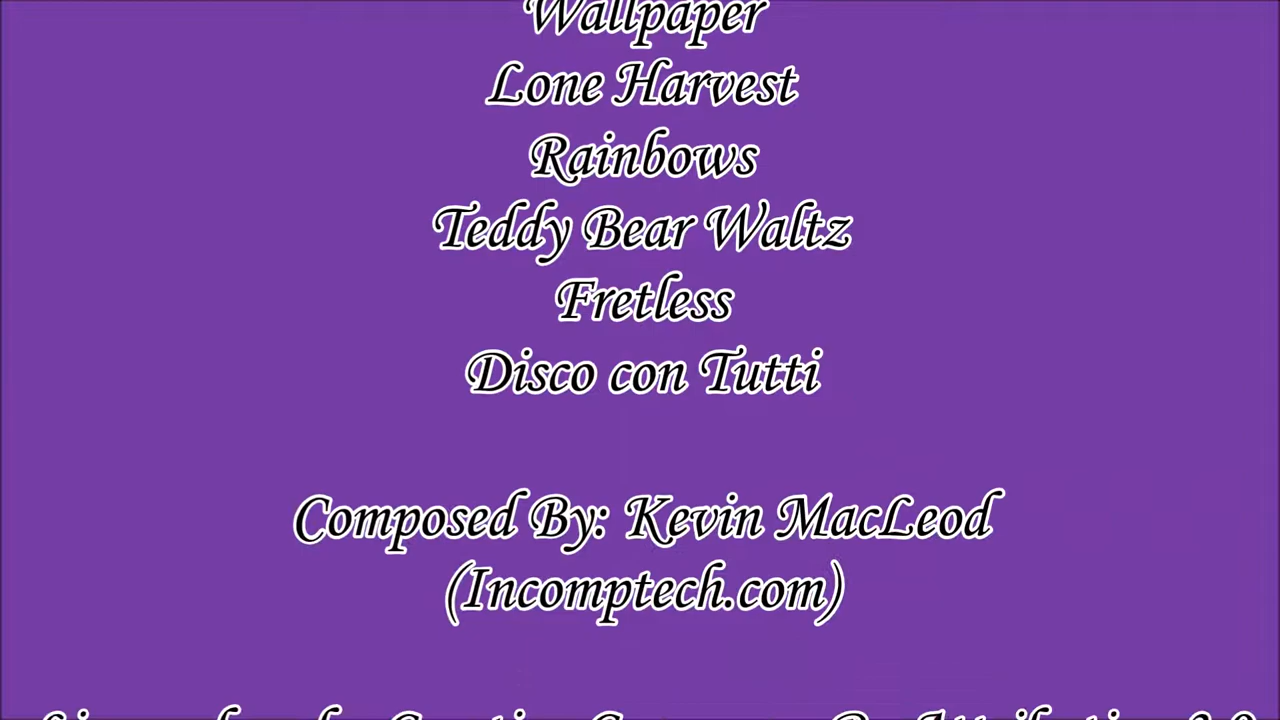 Wallpaper
Lone Harvest
Rainbows
Teddy Bear Waltz
Fretless
Disco con Tutti
Composed By: Kevin MacLeod
(Incomptech.com)